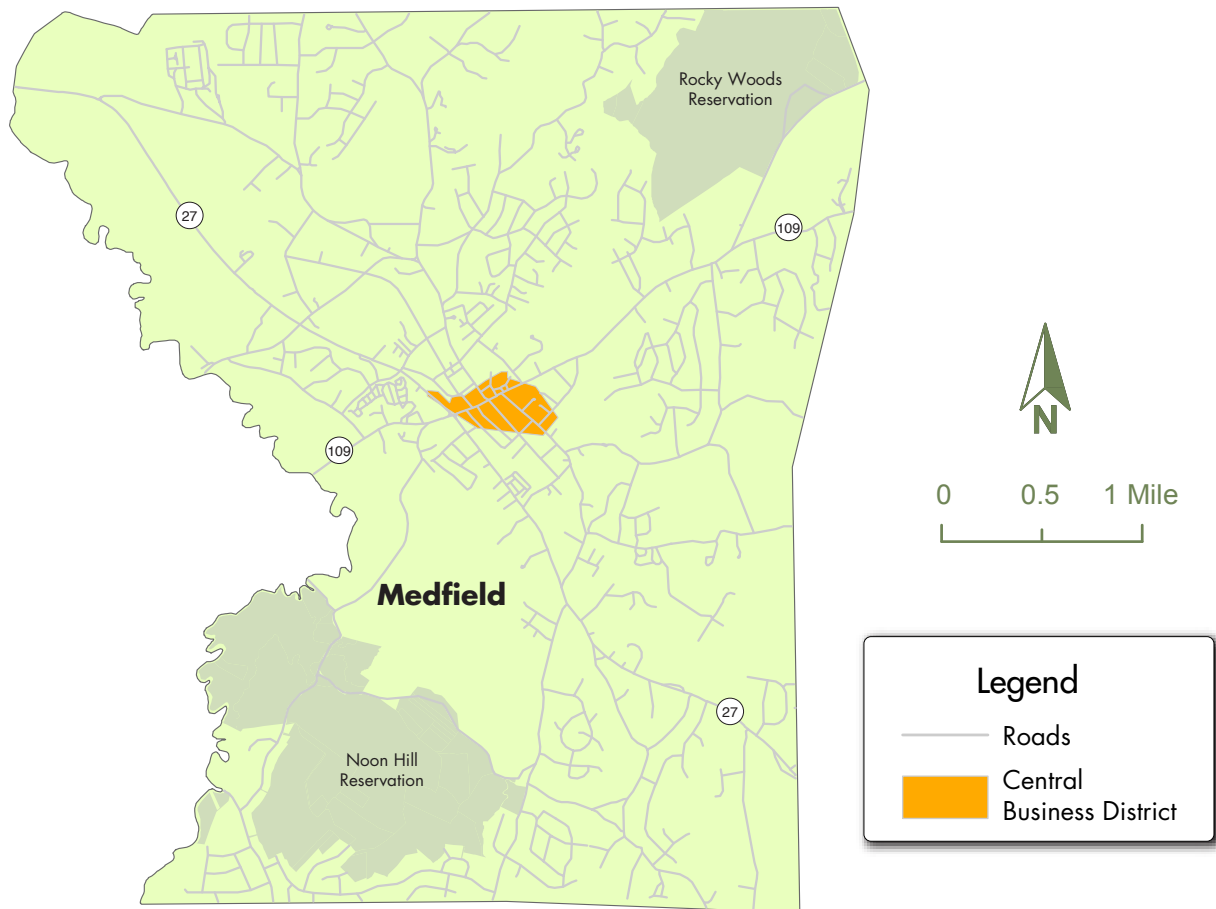 Rocky Woods
Reservation
27
109
109
Medfield
27
Noon Hill
Reservation
N
0 0.5 1 Mile
Legend
Roads
Central
Business District